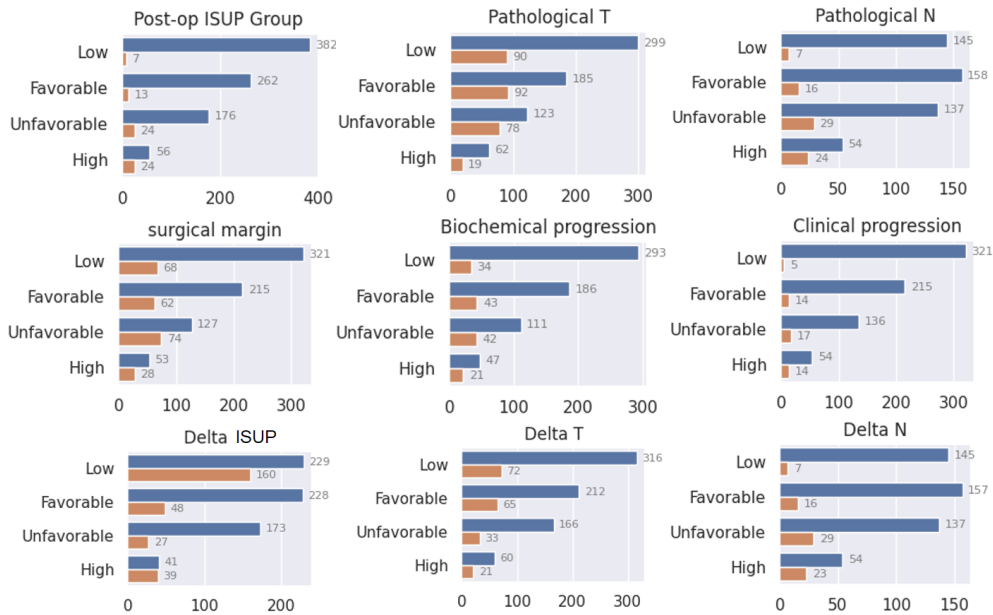 Post-op ISUP Group
Low 382
7
Favorable 262
13
Unfavorable 176
24
High 56
24
0 200 400
Pathological T
Low 299
90
Favorable 185
92
Unfavorable 123
78
High 62
19
0 100 200 300
Pathological N
Low 145
7
Favorable 158
16
Unfavorable 137
29
High 54
24
0 50 100 150
surgical margin
Low 321
68
Favorable 215
62
Unfavorable 127
74
High 53
28
0 100 200 300
Biochemical progression
Low 293
34
Favorable 186
43
Unfavorable 111
42
High 47
21
0 100 200 300
Clinical progression
Low 321
5
Favorable 215
14
Unfavorable 136
17
High 54
14
0 100 200 300
Delta ISUP
Low 229
160
Favorable 228
48
Unfavorable 173
27
High 41
39
0 100 200
Delta T
Low 316
72
Favorable 212
65
Unfavorable 166
33
High 60
21
0 100 200 300
Delta N
Low 145
7
Favorable 157
16
Unfavorable 137
29
High 54
23
0 50 100 150